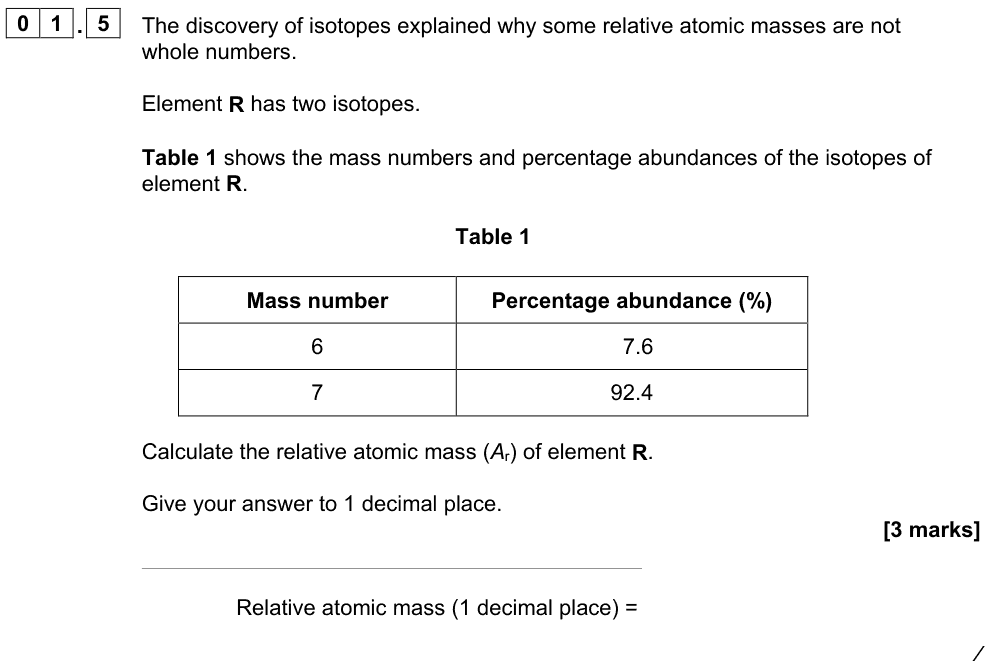 0 1 . 5 The discovery of isotopes explained why some relative atomic masses are not
whole numbers.
Element R has two isotopes.
Table 1 shows the mass numbers and percentage abundances of the isotopes of
element R.
Table 1
Mass number Percentage abundance (%)
6 7.6
7 92.4
Calculate the relative atomic mass (Ar) of element R.
Give your answer to 1 decimal place.
[3 marks]
Relative atomic mass (1 decimal place) =